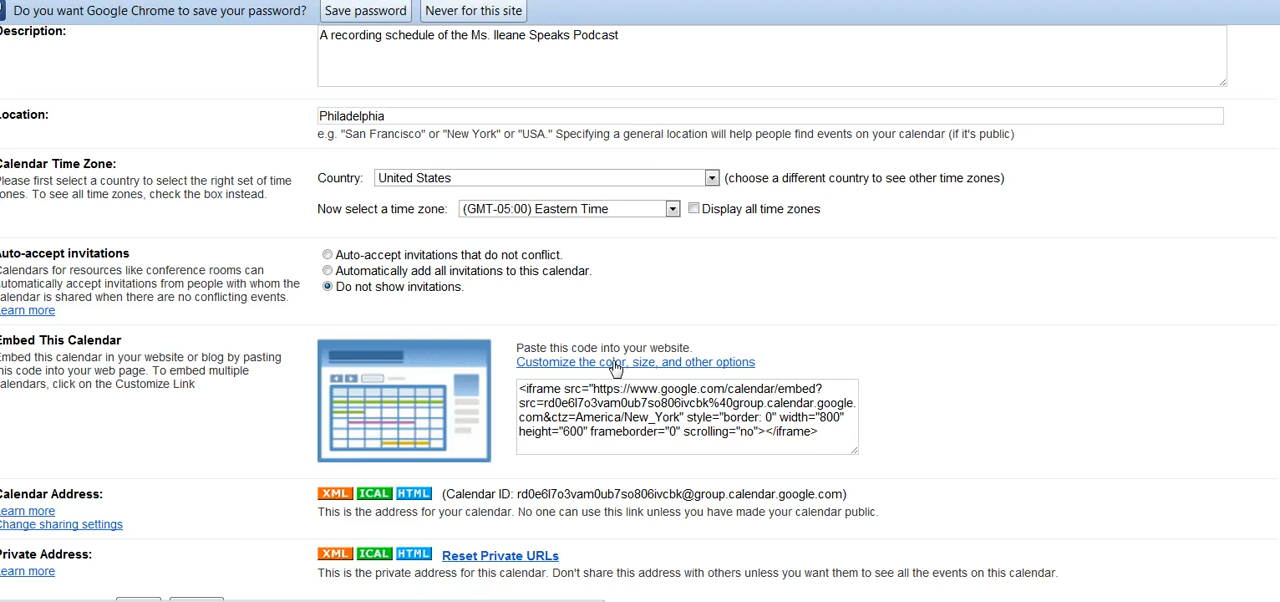 Do you want Google Chrome to save your password? Save password Never for this site
Description:
A recording schedule of the Ms. Ileane Speaks Podcast
ocation:
Philadelphia
e.g. "San Francisco" or "New York" or "USA." Specifying a general location will help people find events on your calendar (if it's public)
Calendar Time Zone:
Please first select a country to select the right set of time
ones. To see all time zones, check the box instead.
Country: United States (choose a different country to see other time zones)
Now select a time zone: (GMT-05:00) Eastern Time Display all time zones
Auto-accept invitations
Calendars for resources like conference rooms can
automatically accept invitations from people with whom the
calendar is shared when there are no conflicting events.
Learn more
Auto-accept invitations that do not conflict.
Automatically add all invitations to this calendar.
Do not show invitations.
Embed This Calendar
Embed this calendar in your website or blog by pasting
his code into your web page. To embed multiple
calendars, click on the Customize Link
Paste this code into your website.
Customize the color, size, and other options
<iframe src="https://www.google.com/calendar/embed?
src=rd0e6l7o3vam0ub7so806ivcbk%40group.calendar.google.
com&ctz=America/New_York" style="border: 0" width="800"
height="600" frameborder="0" scrolling="no"></iframe>
Calendar Address:
Learn more
Change sharing settings
XML ICAL HTML (Calendar ID: rd0e6l7o3vam0ub7so806ivcbk@group.calendar.google.com)
This is the address for your calendar. No one can use this link unless you have made your calendar public.
Private Address:
Learn more
XML ICAL HTML Reset Private URLs
This is the private address for this calendar. Don't share this address with others unless you want them to see all the events on this calendar.